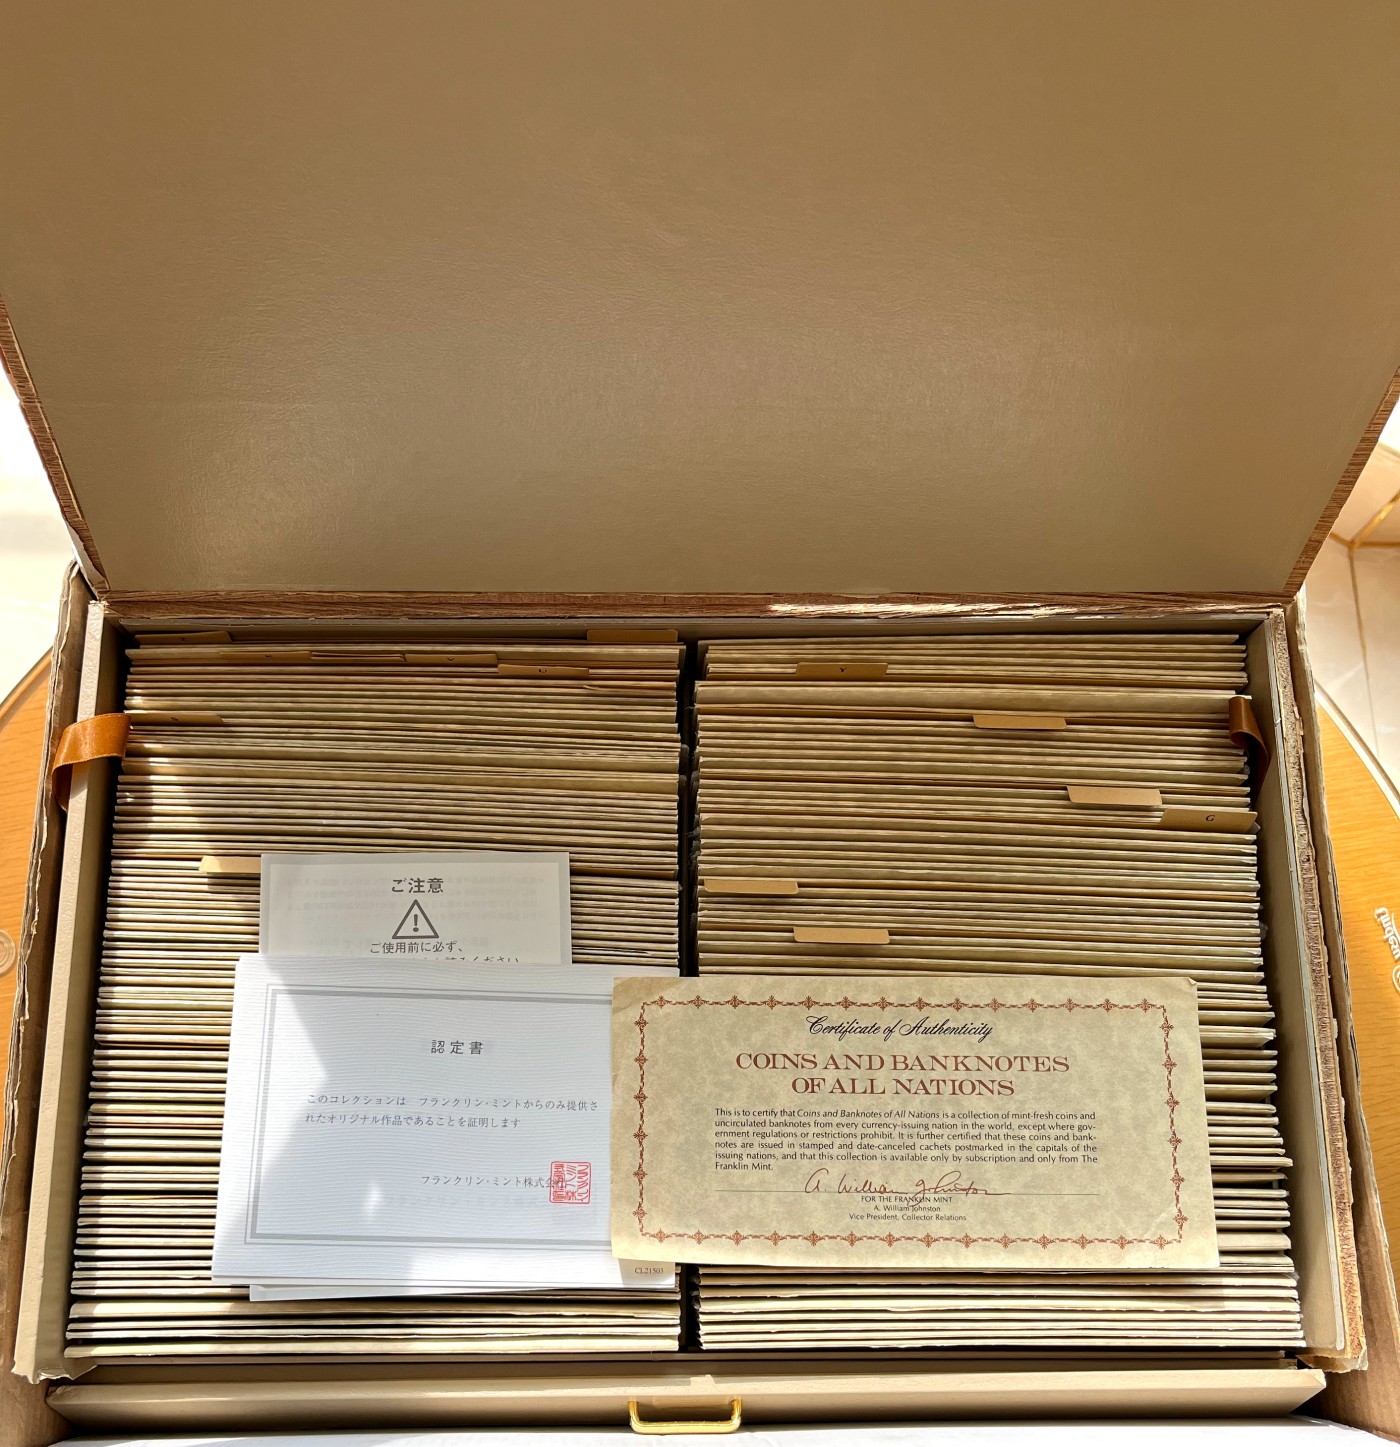 Y
G
ご注意
ご使用前に必ず、
認定書
このコレクションは　フランクリン・ミントからのみ提供さ
れたオリジナル作品であることを証明します
フランクリン・ミント株式会
CL21503
Certificate of Authenticity
COINS AND BANKNOTES
OF ALL NATIONS
This is to certify that Coins and Banknotes of All Nations is a collection of mint-fresh coins and
uncirculated banknotes from every currency-issuing nation in the world, except where gov-
ernment regulations or restrictions prohibit. It is further certified that these coins and bank-
notes are issued in stamped and date-canceled cachets postmarked in the capitals of the
issuing nations, and that this collection is available only by subscription and only from The
Franklin Mint.
A. William Johnston
FOR THE FRANKLIN MINT
A. William Johnston
Vice President, Collector Relations